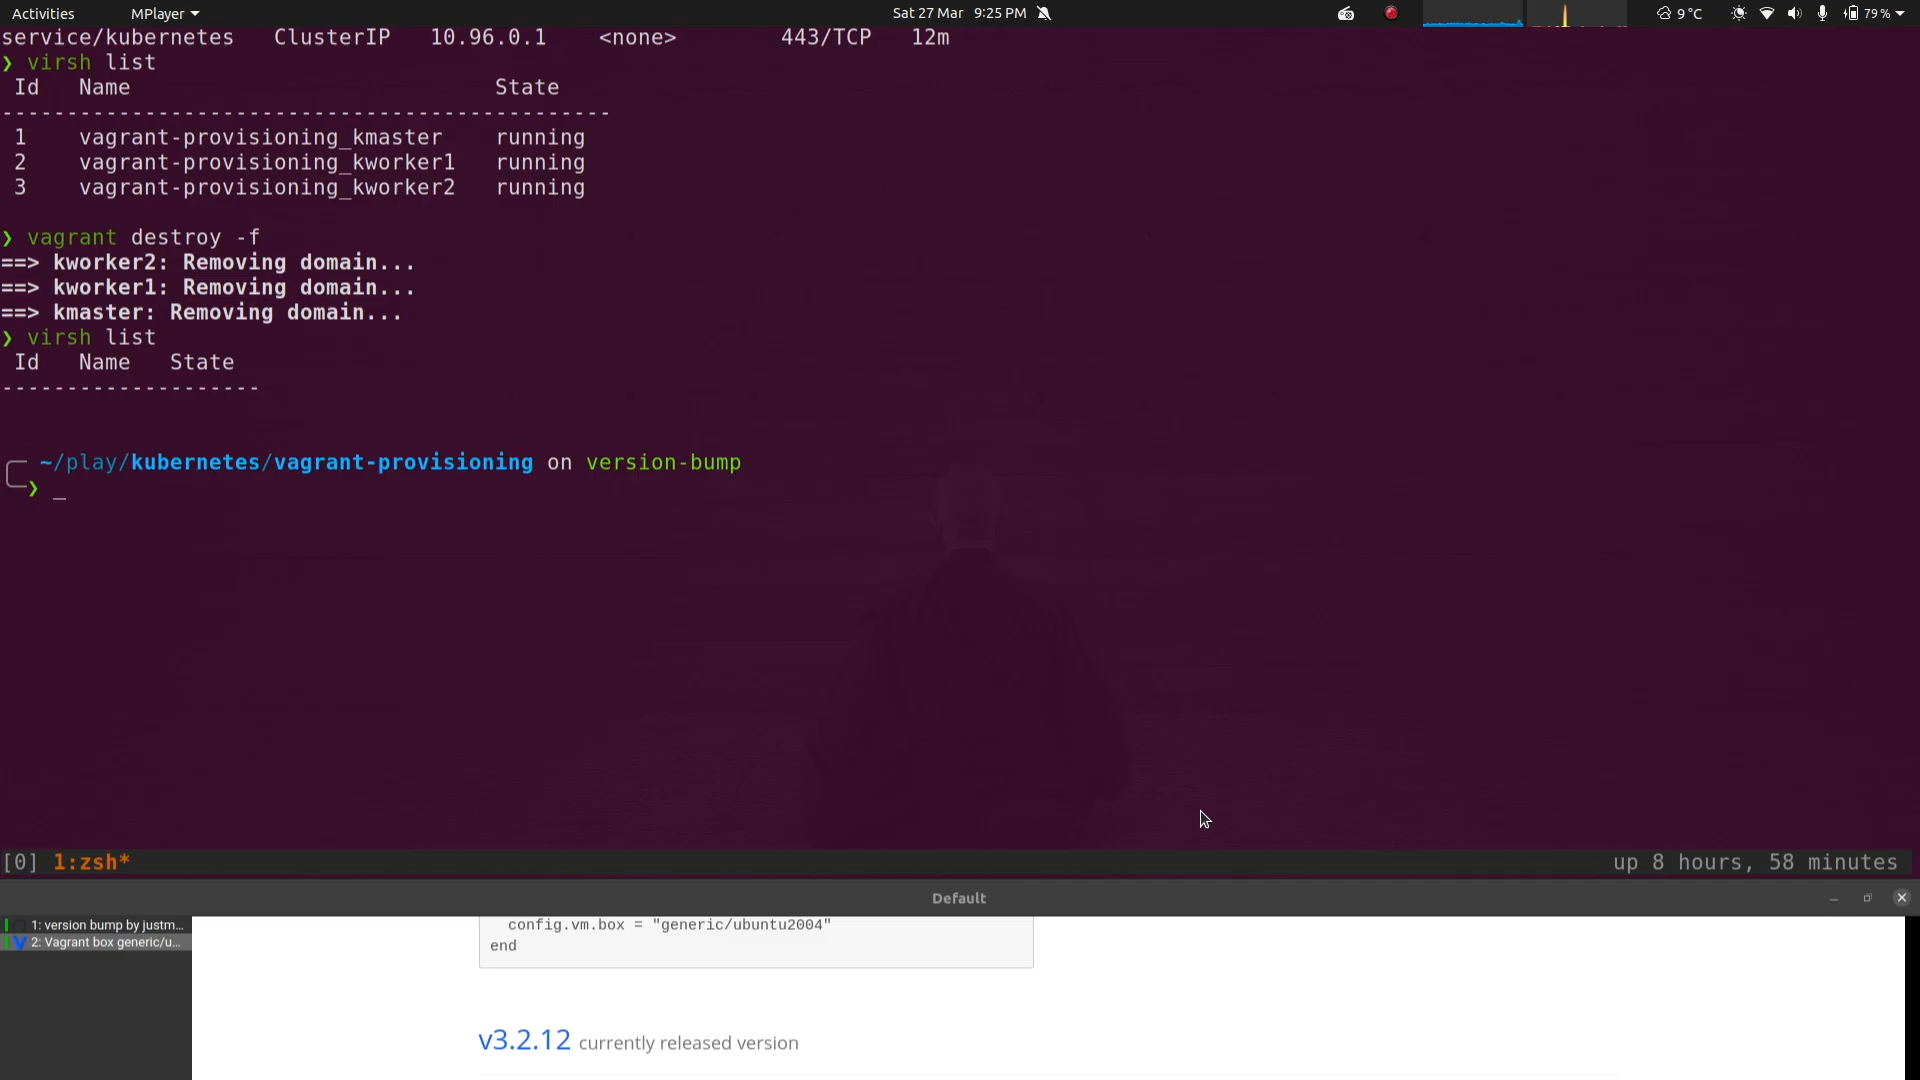 Activities MPlayer Sat 27 Mar 9:25 PM 9 °C 79 %
service/kubernetes ClusterIP 10.96.0.1 <none> 443/TCP 12m
❯ virsh list
Id Name State
-----------------------------------------------
1 vagrant-provisioning_kmaster running
2 vagrant-provisioning_kworker1 running
3 vagrant-provisioning_kworker2 running
❯ vagrant destroy -f
==> kworker2: Removing domain...
==> kworker1: Removing domain...
==> kmaster: Removing domain...
❯ virsh list
Id Name State
--------------------
~/play/kubernetes/vagrant-provisioning on version-bump
❯ _
[0] 1:zsh* up 8 hours, 58 minutes
Default
1: version bump by justm...
2: Vagrant box generic/u...
config.vm.box = "generic/ubuntu2004"
end
v3.2.12 currently released version